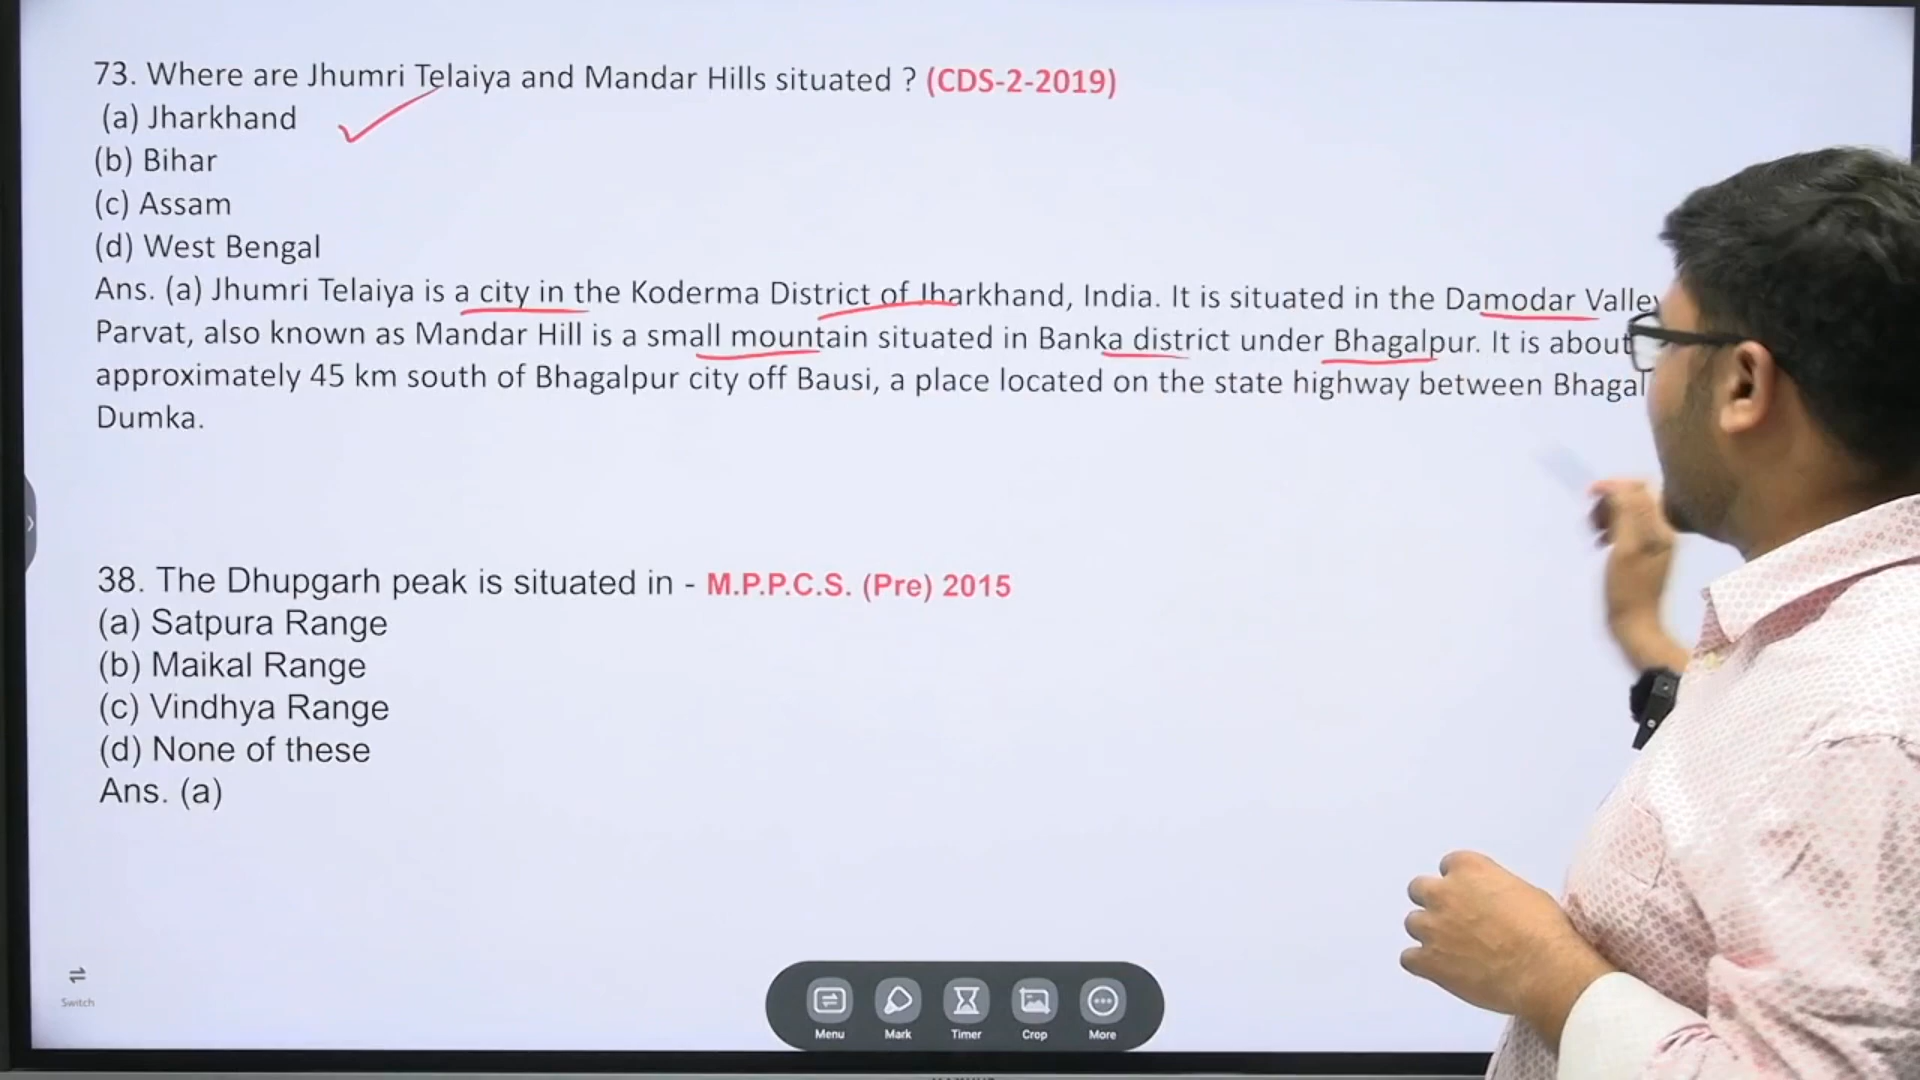 73. Where are Jhumri Telaiya and Mandar Hills situated ? (CDS-2-2019)
(a) Jharkhand
(b) Bihar
(c) Assam
(d) West Bengal
Ans. (a) Jhumri Telaiya is a city in the Koderma District of Jharkhand, India. It is situated in the Damodar Valley
Parvat, also known as Mandar Hill is a small mountain situated in Banka district under Bhagalpur. It is about
approximately 45 km south of Bhagalpur city off Bausi, a place located on the state highway between Bhagal
Dumka.
38. The Dhupgarh peak is situated in - M.P.P.C.S. (Pre) 2015
(a) Satpura Range
(b) Maikal Range
(c) Vindhya Range
(d) None of these
Ans. (a)
Switch
Menu Mark Timer Crop More